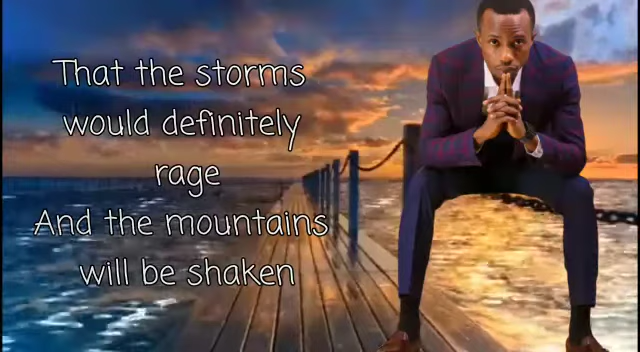 That the storms
would definitely
rage
And the mountains
will be shaken